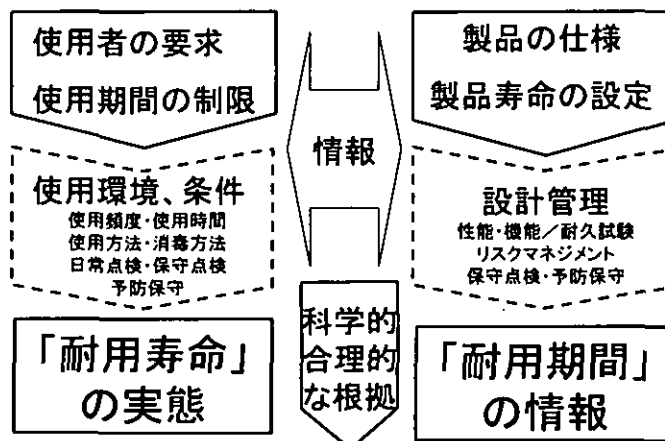 使用者の要求
使用期間の制限
使用環境、条件
使用頻度・使用時間
使用方法・消毒方法
日常点検・保守点検
予防保守
「耐用寿命」
の実態
情報
科学的
合理的
な根拠
製品の仕様
製品寿命の設定
設計管理
性能・機能／耐久試験
リスクマネジメント
保守点検・予防保守
「耐用期間」
の情報